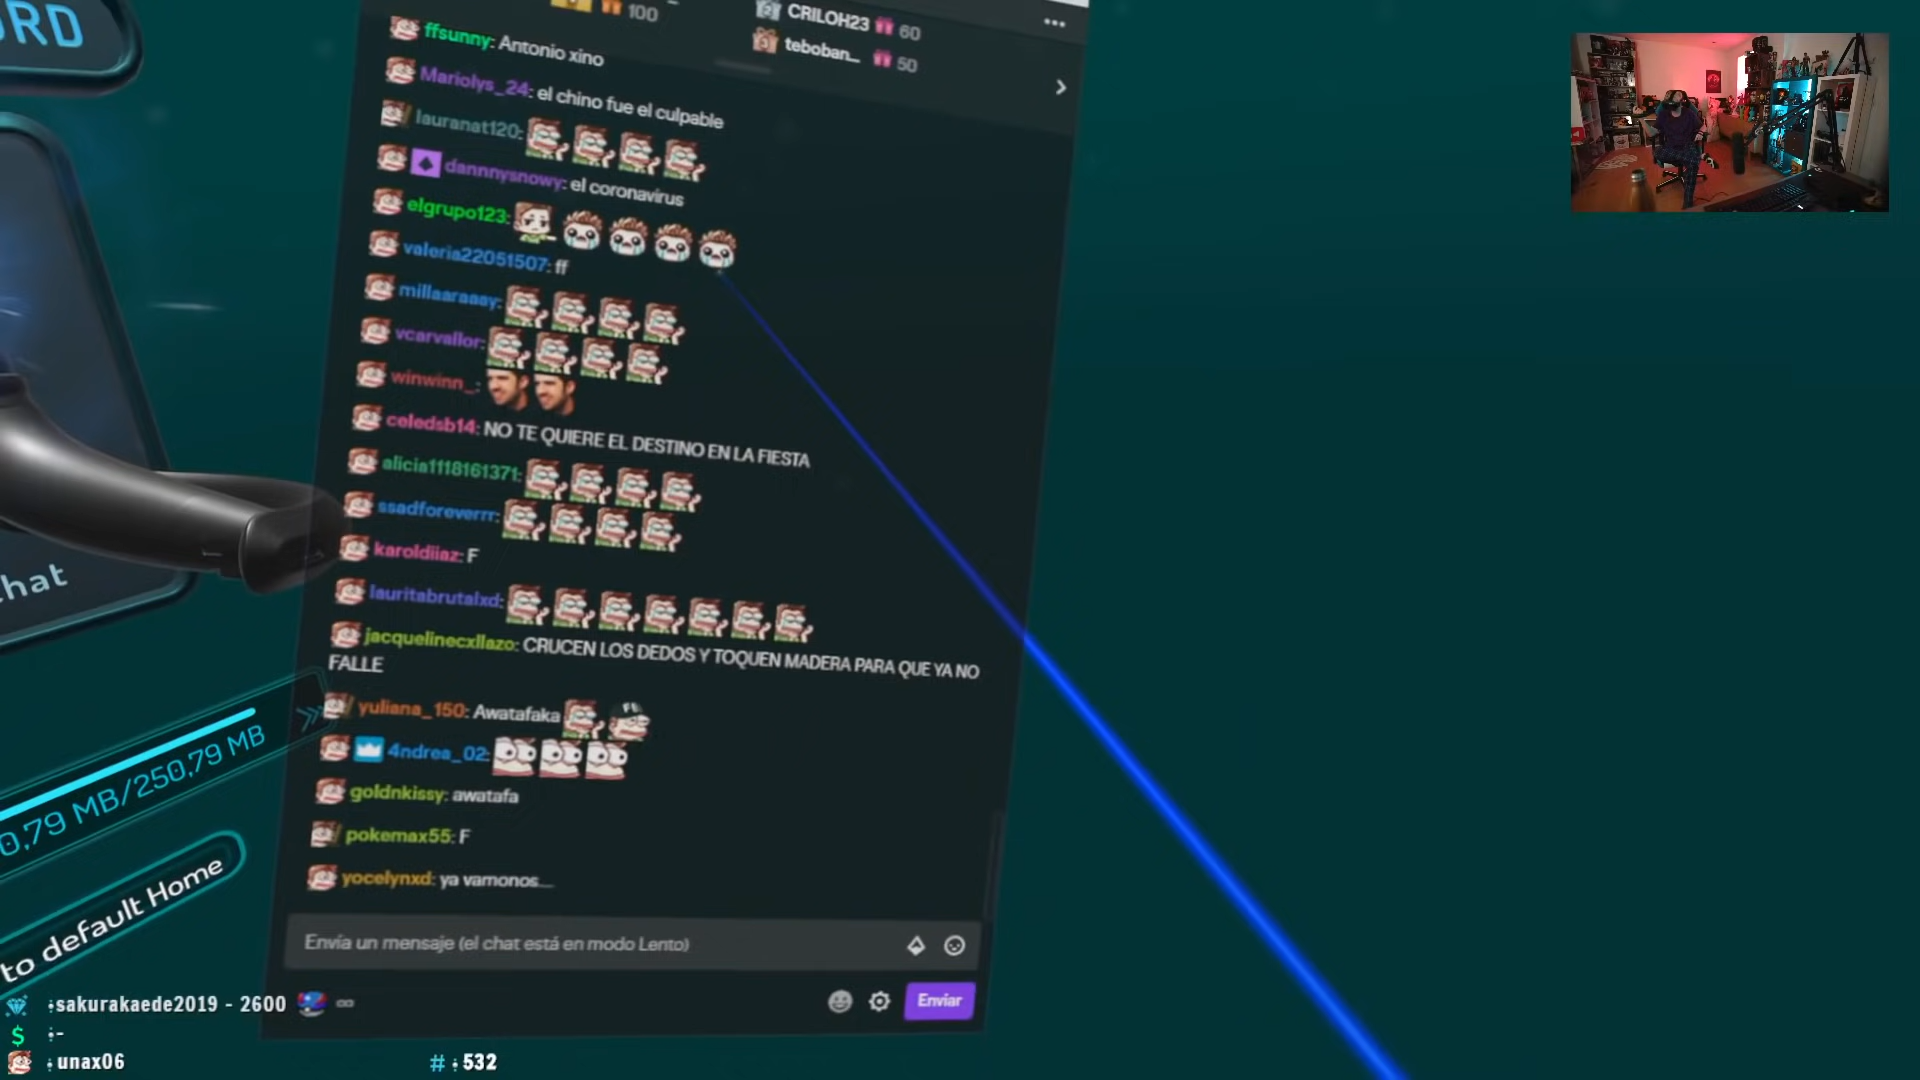 ORD
100
CRILOH23 60
teboban_ 50
ffsunny: Antonio xino
Mariolys_24: el chino fue el culpable
lauranat120:
dannnysnowy: el coronavirus
elgrupo123:
valeria22051507: ff
millaaraaay:
vcarvallor:
winwinn_:
celedsb14: NO TE QUIERE EL DESTINO EN LA FIESTA
alicia1118161371:
ssadforeverrr:
karoldiiaz: F
lauritabrutalxd:
jacquelinecxllazo: CRUCEN LOS DEDOS Y TOQUEN MADERA PARA QUE YA NO
FALLE
yuliana_150: Awatafaka
4ndrea_02:
goldnkissy: awatafa
pokemax55: F
yocelynxd: ya vamonos....
Envía un mensaje (el chat está en modo Lento)
Enviar
chat
0,79 MB/250,79 MB
to default Home
:sakurakaede2019 - 2600
$ :-
:unax06
# : 532